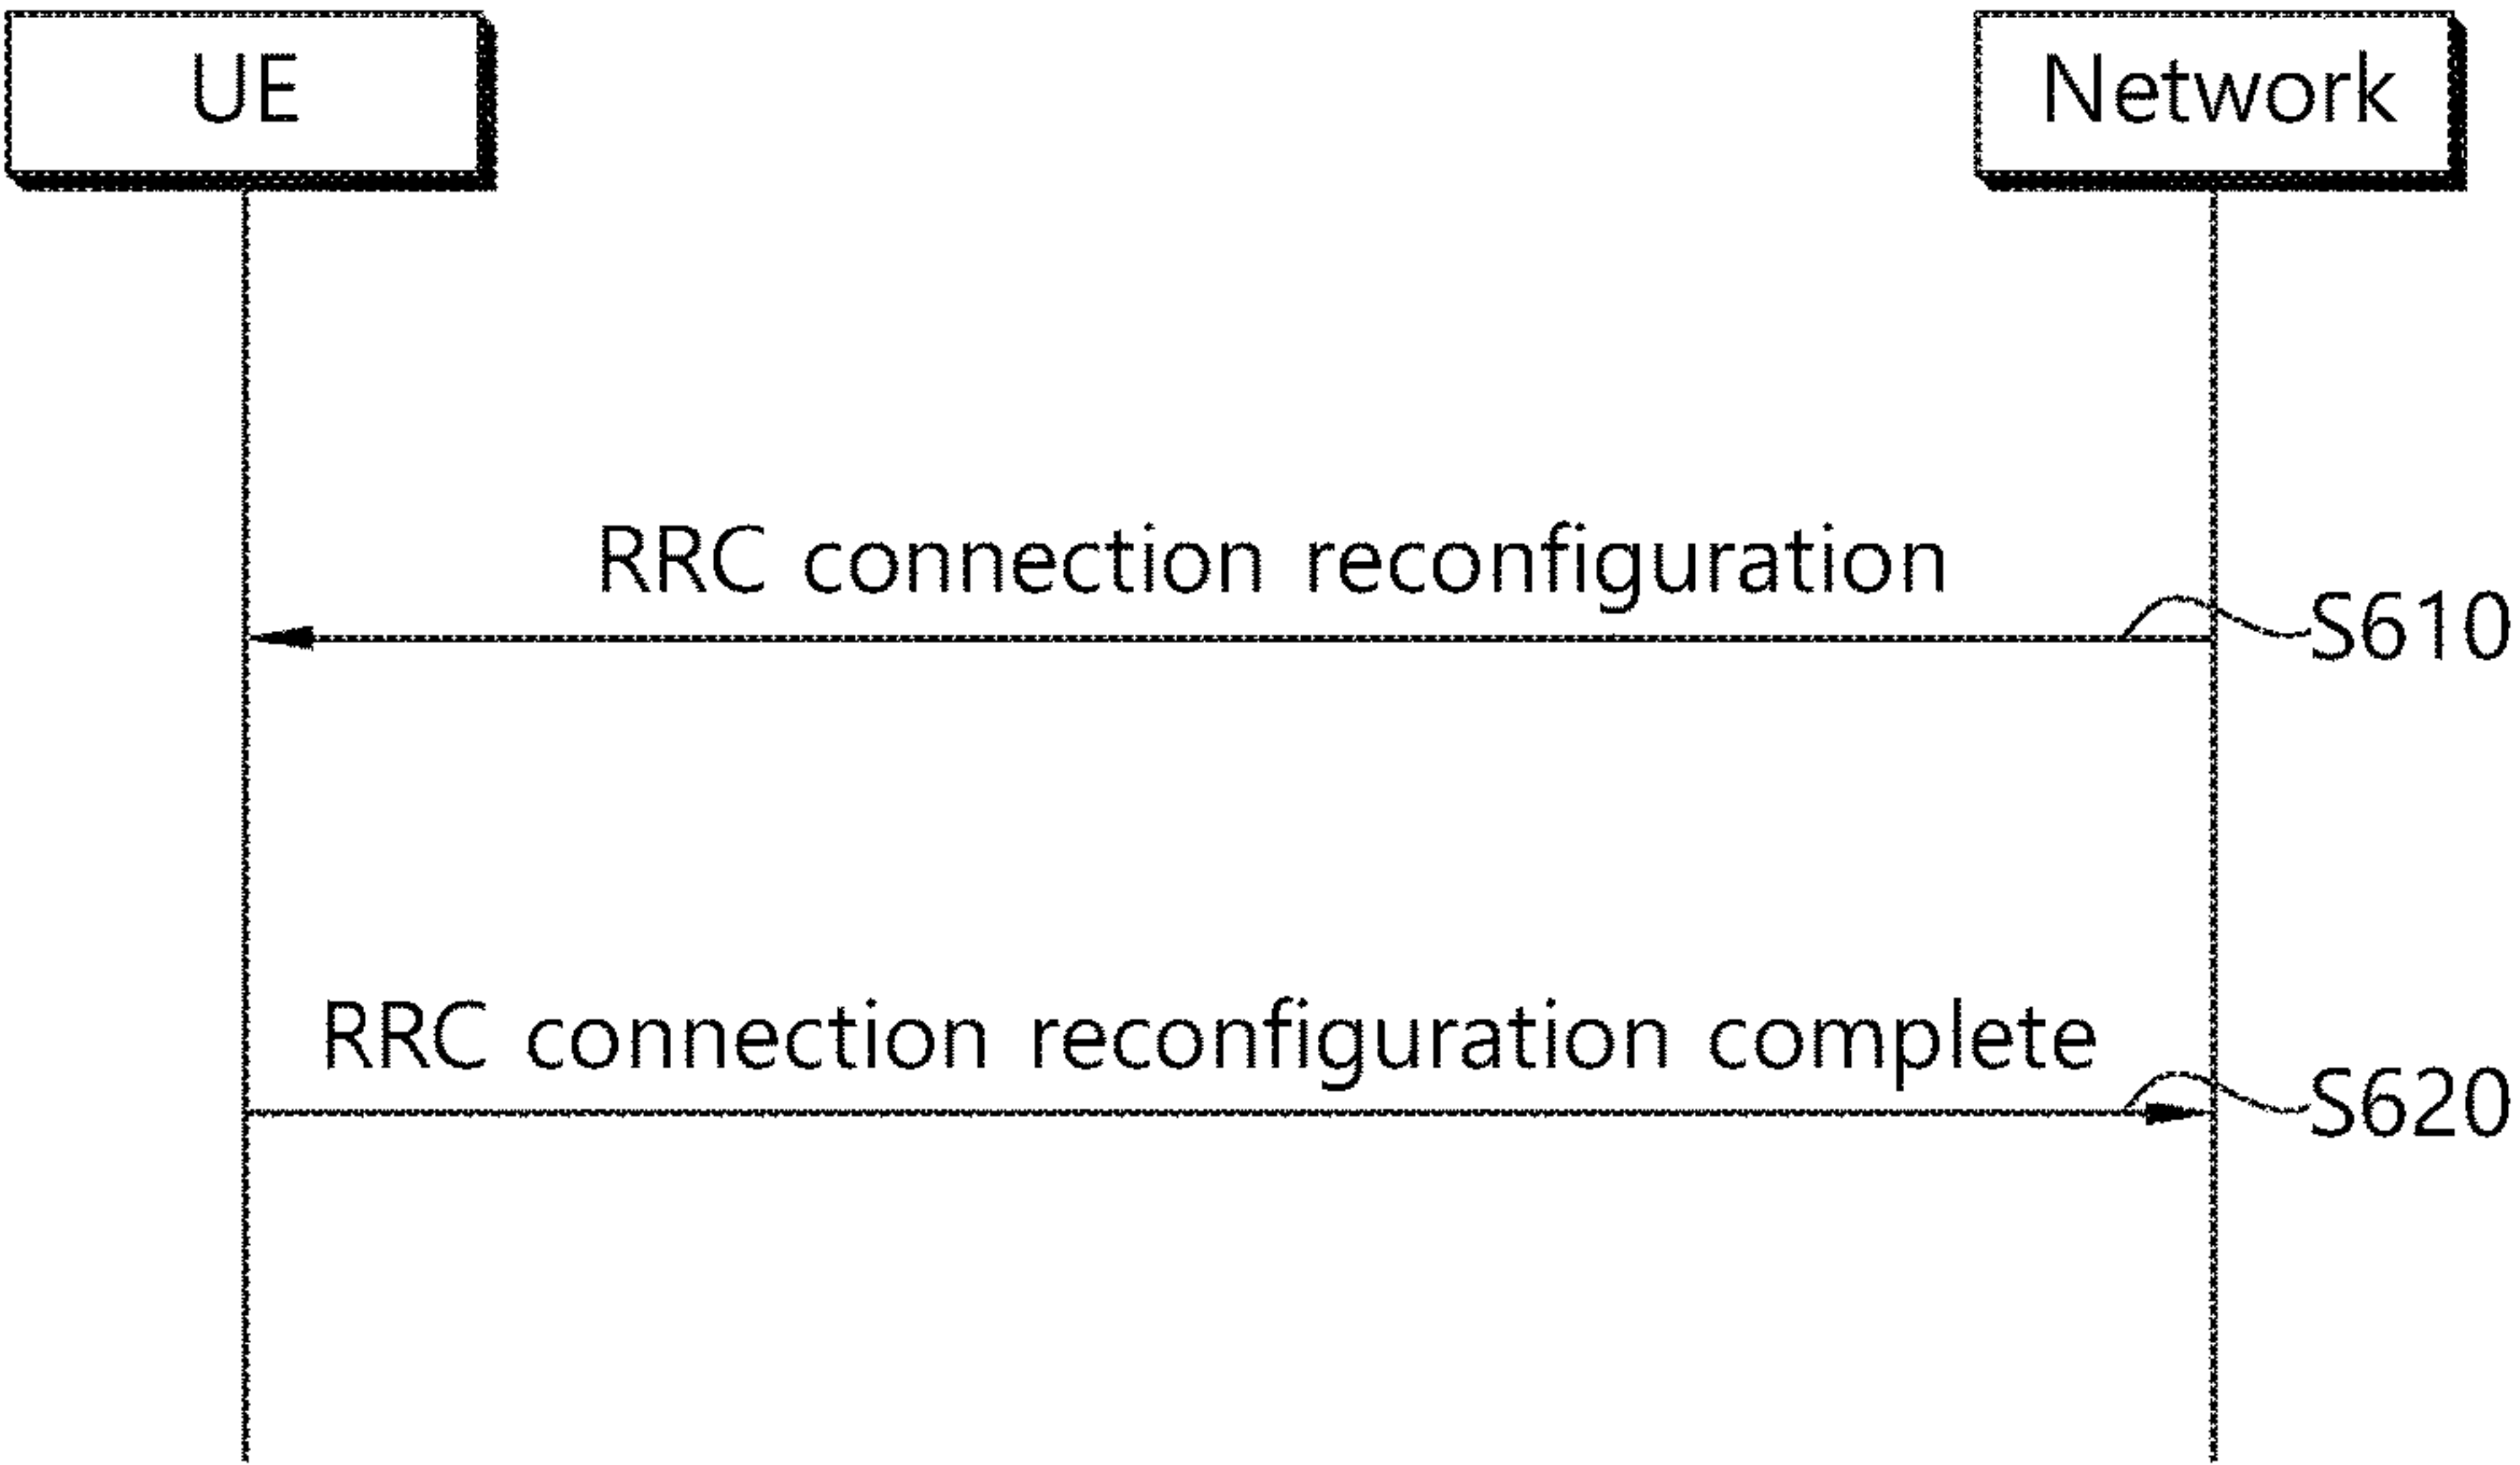 UE
Network
RRC connection reconfiguration
S610
RRC connection reconfiguration complete
S620